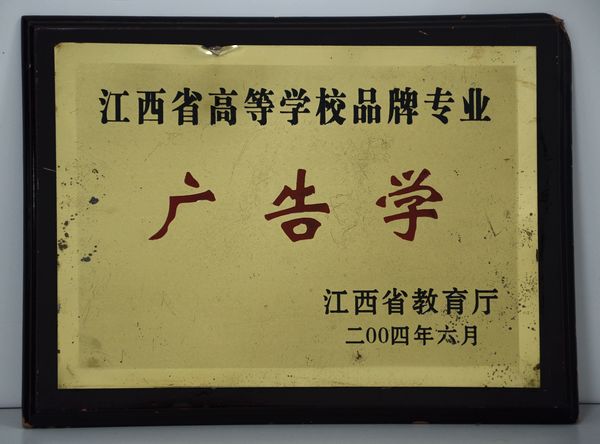 江西省高等学校品牌专业
广告学
江西省教育厅
二00四年六月